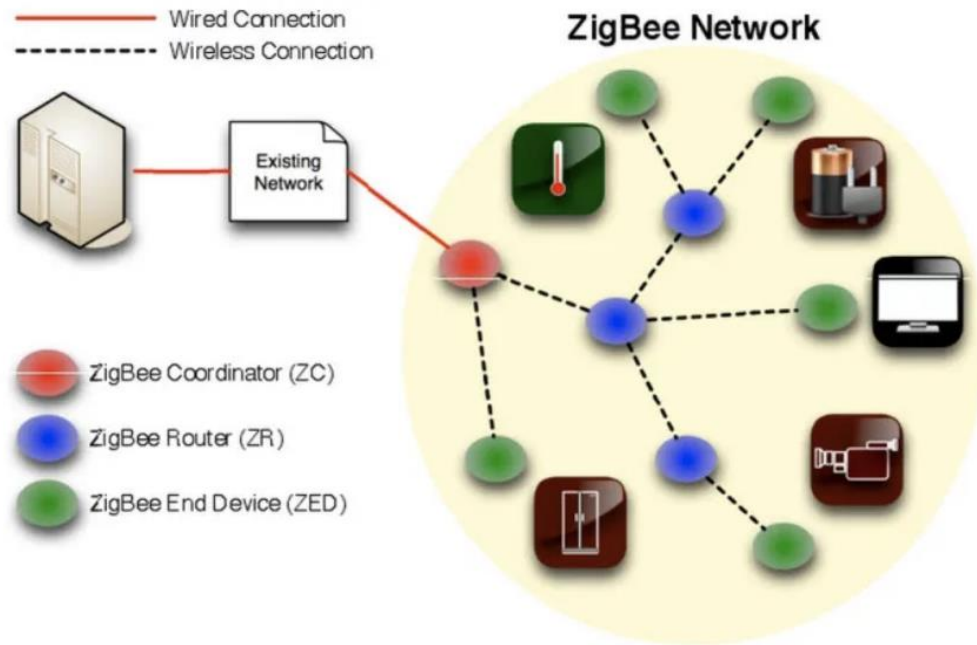 Wired Connection
Wireless Connection
ZigBee Network
Existing
Network
ZigBee Coordinator (ZC)
ZigBee Router (ZR)
ZigBee End Device (ZED)